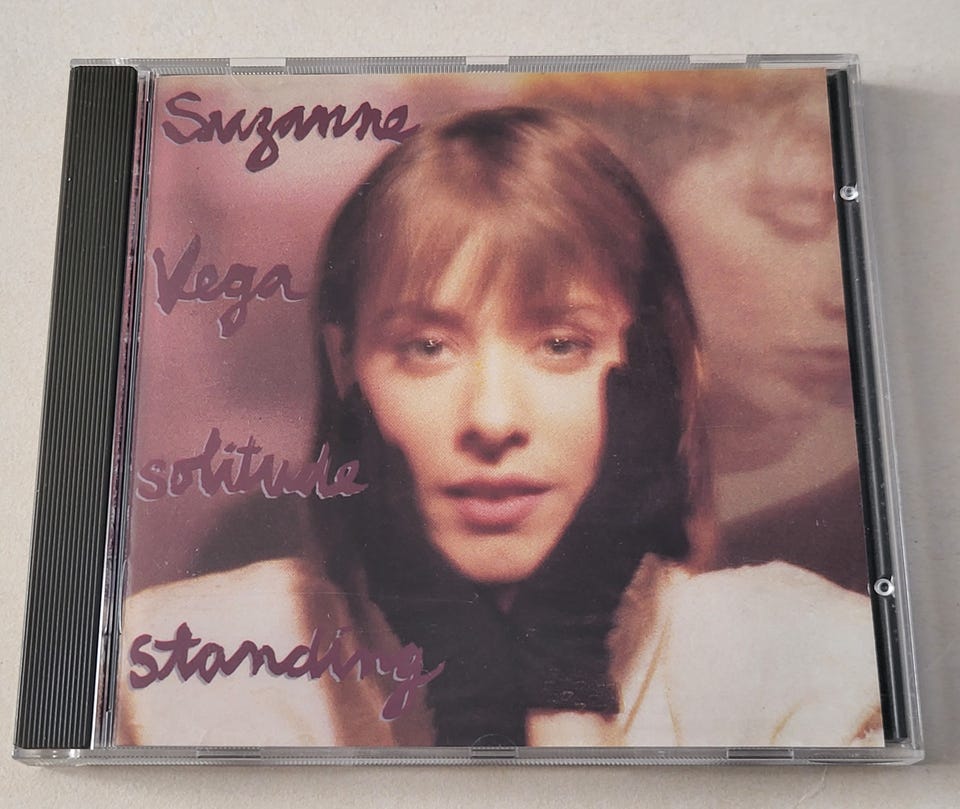 Suzanne
Vega
solitude
standing